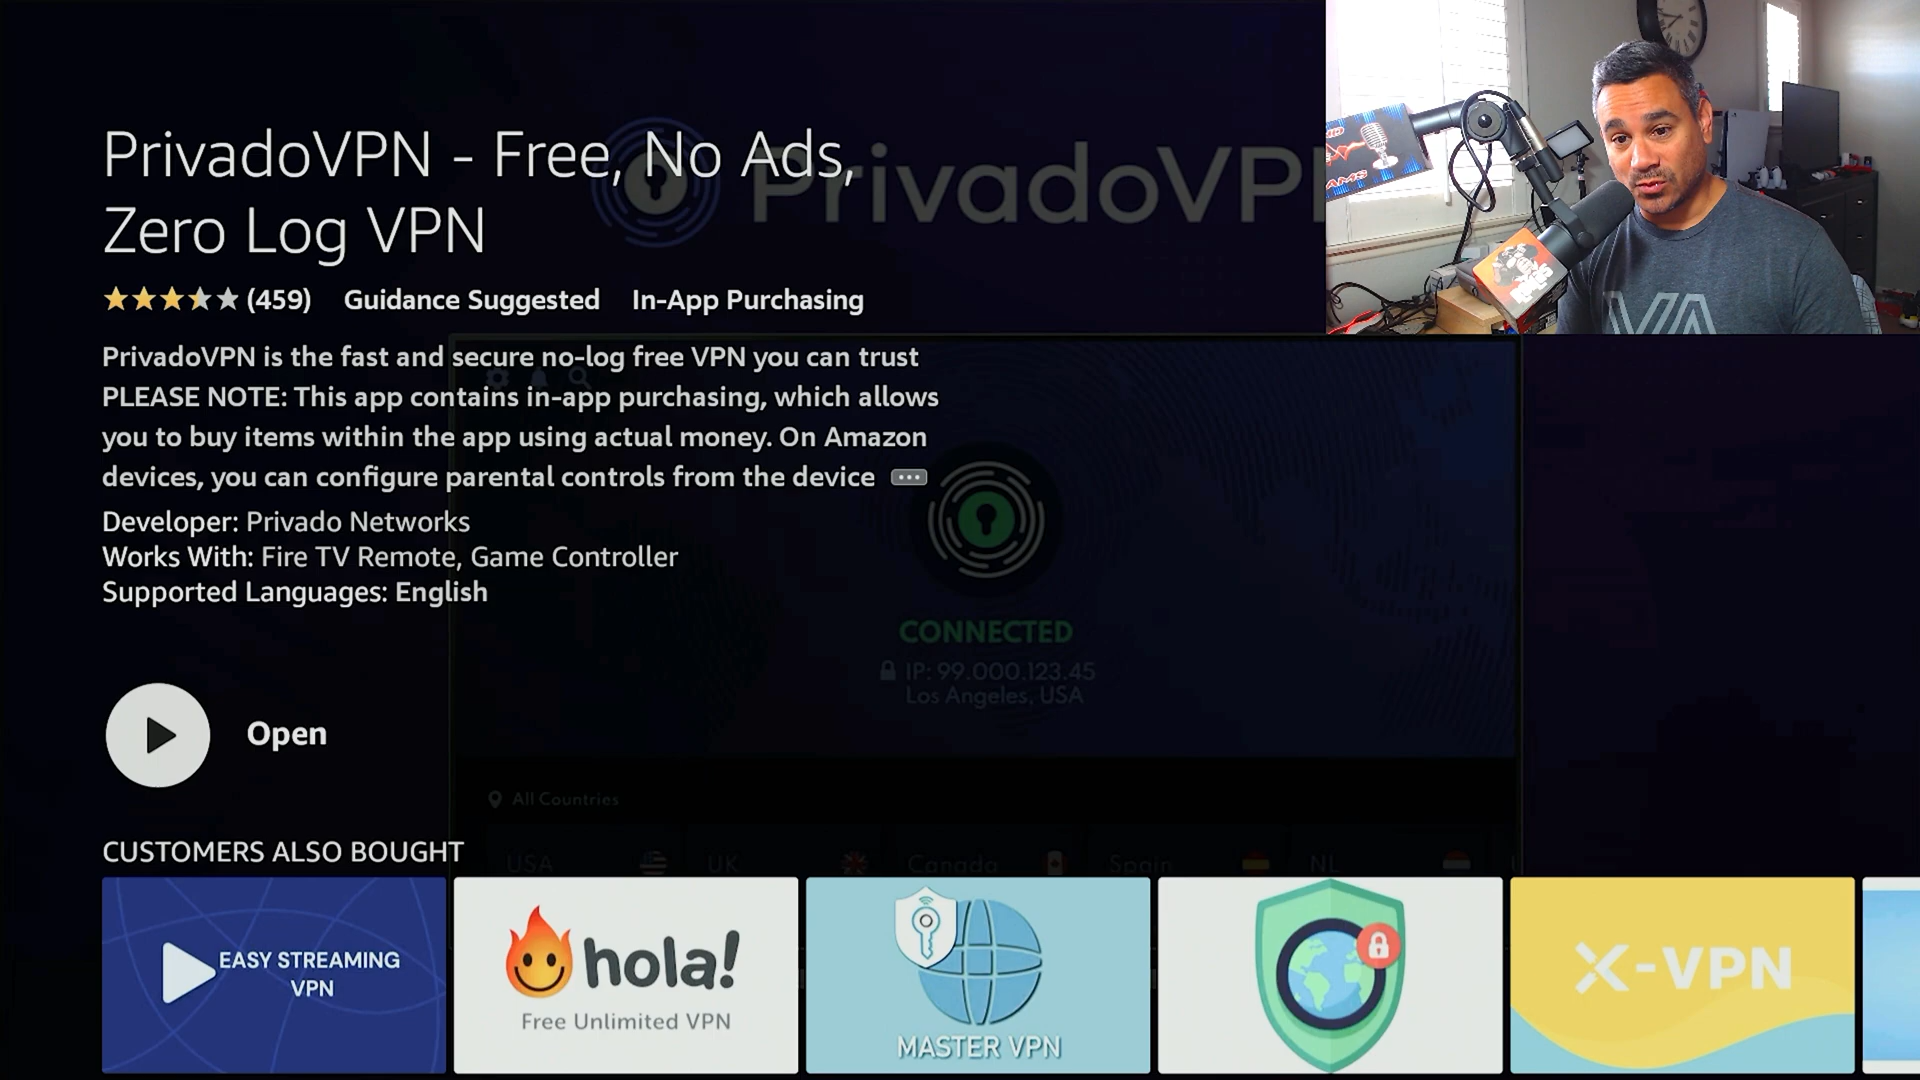 PrivadoVPN - Free, No Ads,
Zero Log VPN
PrivadoVPN
(459) Guidance Suggested In-App Purchasing
PrivadoVPN is the fast and secure no-log free VPN you can trust
PLEASE NOTE: This app contains in-app purchasing, which allows
you to buy items within the app using actual money. On Amazon
devices, you can configure parental controls from the device
Developer: Privado Networks
Works With: Fire TV Remote, Game Controller
Supported Languages: English
CONNECTED
IP: 99.000.123.45
Los Angeles, USA
Open
All Countries
CUSTOMERS ALSO BOUGHT
USA UK Canada Spain NL
EASY STREAMING
VPN
hola!
Free Unlimited VPN
MASTER VPN
X-VPN